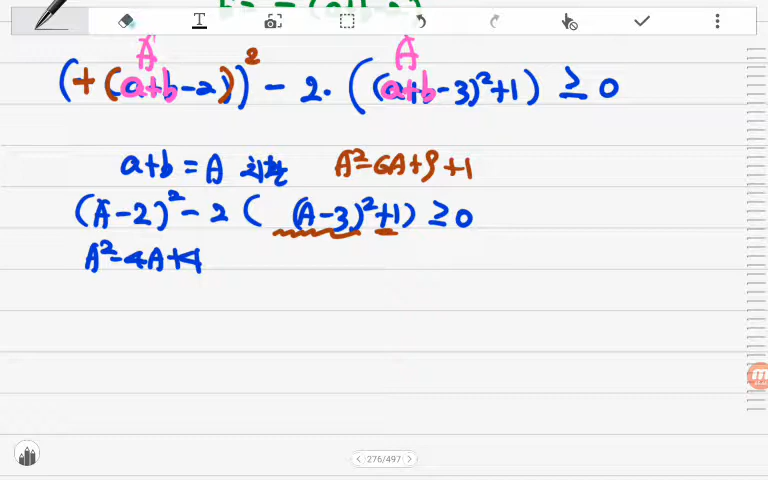 A A
(+(a+b-2))² - 2·((a+b-3)²+1) ≥ 0
a+b = A 치환 A²-6A+9+1
(A-2)² - 2( (A-3)²+1) ≥ 0
A²-4A+4
276/497